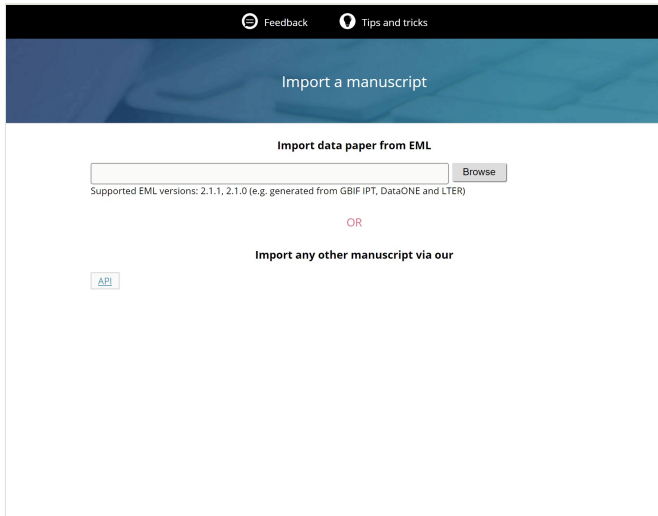 Feedback Tips and tricks
Import a manuscript
Import data paper from EML
Browse
Supported EML versions: 2.1.1, 2.1.0 (e.g. generated from GBIF IPT, DataONE and LTER)
OR
Import any other manuscript via our
API